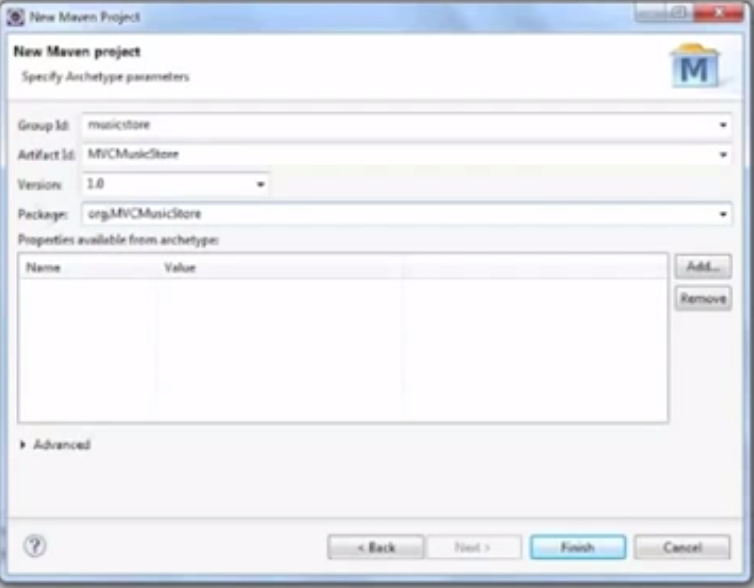 New Maven Project
New Maven project
Specify Archetype parameters
M
Group Id: musicstore
Artifact Id: MVCMusicStore
Version: 1.0
Package: org.MVCMusicStore
Properties available from archetype:
Name Value
Add...
Remove
Advanced
?
< Back Next > Finish Cancel